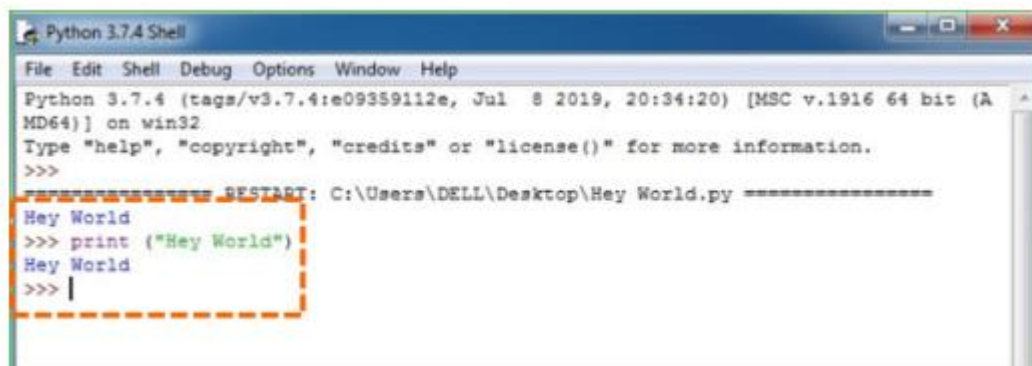 Python 3.7.4 Shell
File Edit Shell Debug Options Window Help
Python 3.7.4 (tags/v3.7.4:e09359112e, Jul 8 2019, 20:34:20) [MSC v.1916 64 bit (A
MD64)] on win32
Type "help", "copyright", "credits" or "license()" for more information.
>>>
================ RESTART: C:\Users\DELL\Desktop\Hey World.py ================
Hey World
>>> print ("Hey World")
Hey World
>>>